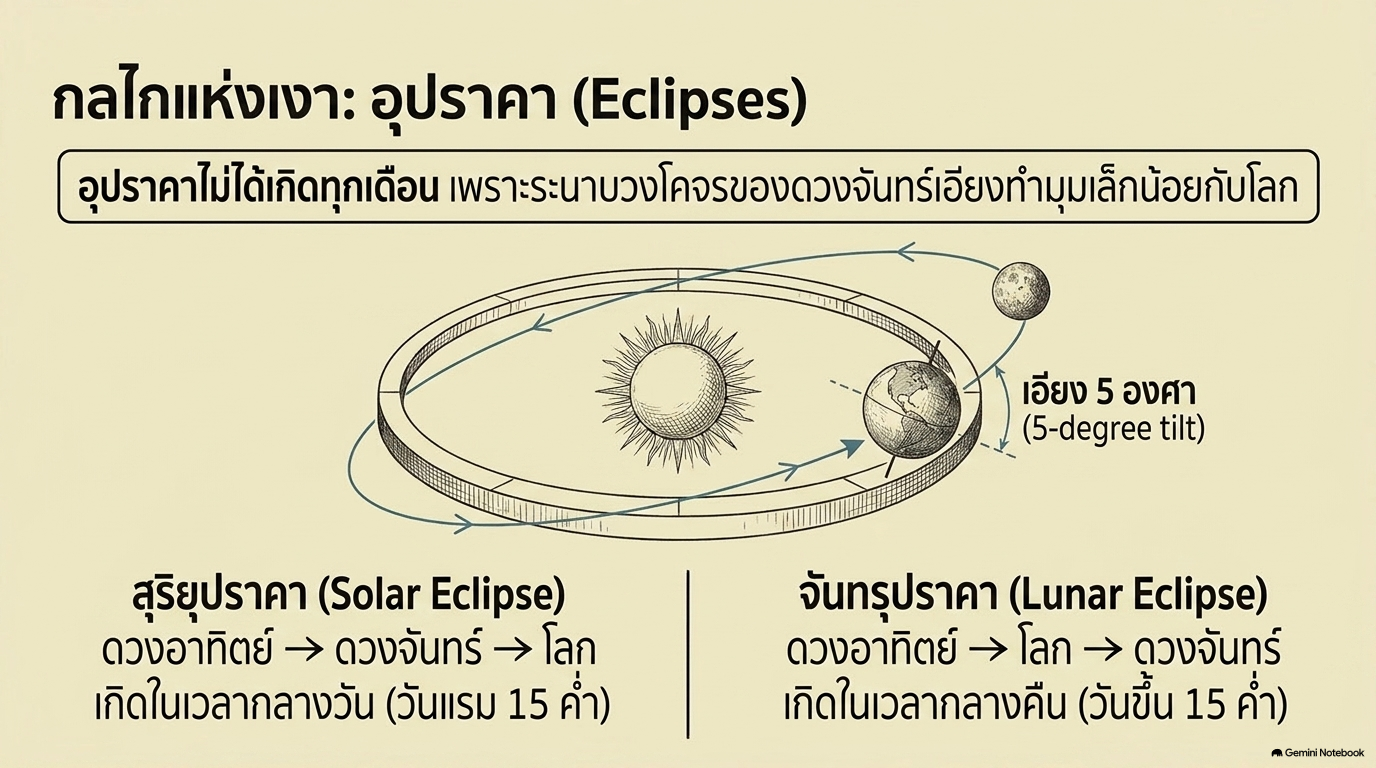 กลไกแห่งเงา: อุปราคา (Eclipses)
อุปราคาไม่ได้เกิดทุกเดือน เพราะระนาบวงโคจรของดวงจันทร์เอียงทำมุมเล็กน้อยกับโลก
เอียง 5 องศา
(5-degree tilt)
สุริยุปราคา (Solar Eclipse)
ดวงอาทิตย์ → ดวงจันทร์ → โลก
เกิดในเวลากลางวัน (วันแรม 15 ค่ำ)
จันทรุปราคา (Lunar Eclipse)
ดวงอาทิตย์ → โลก → ดวงจันทร์
เกิดในเวลากลางคืน (วันขึ้น 15 ค่ำ)
Gemini Notebook